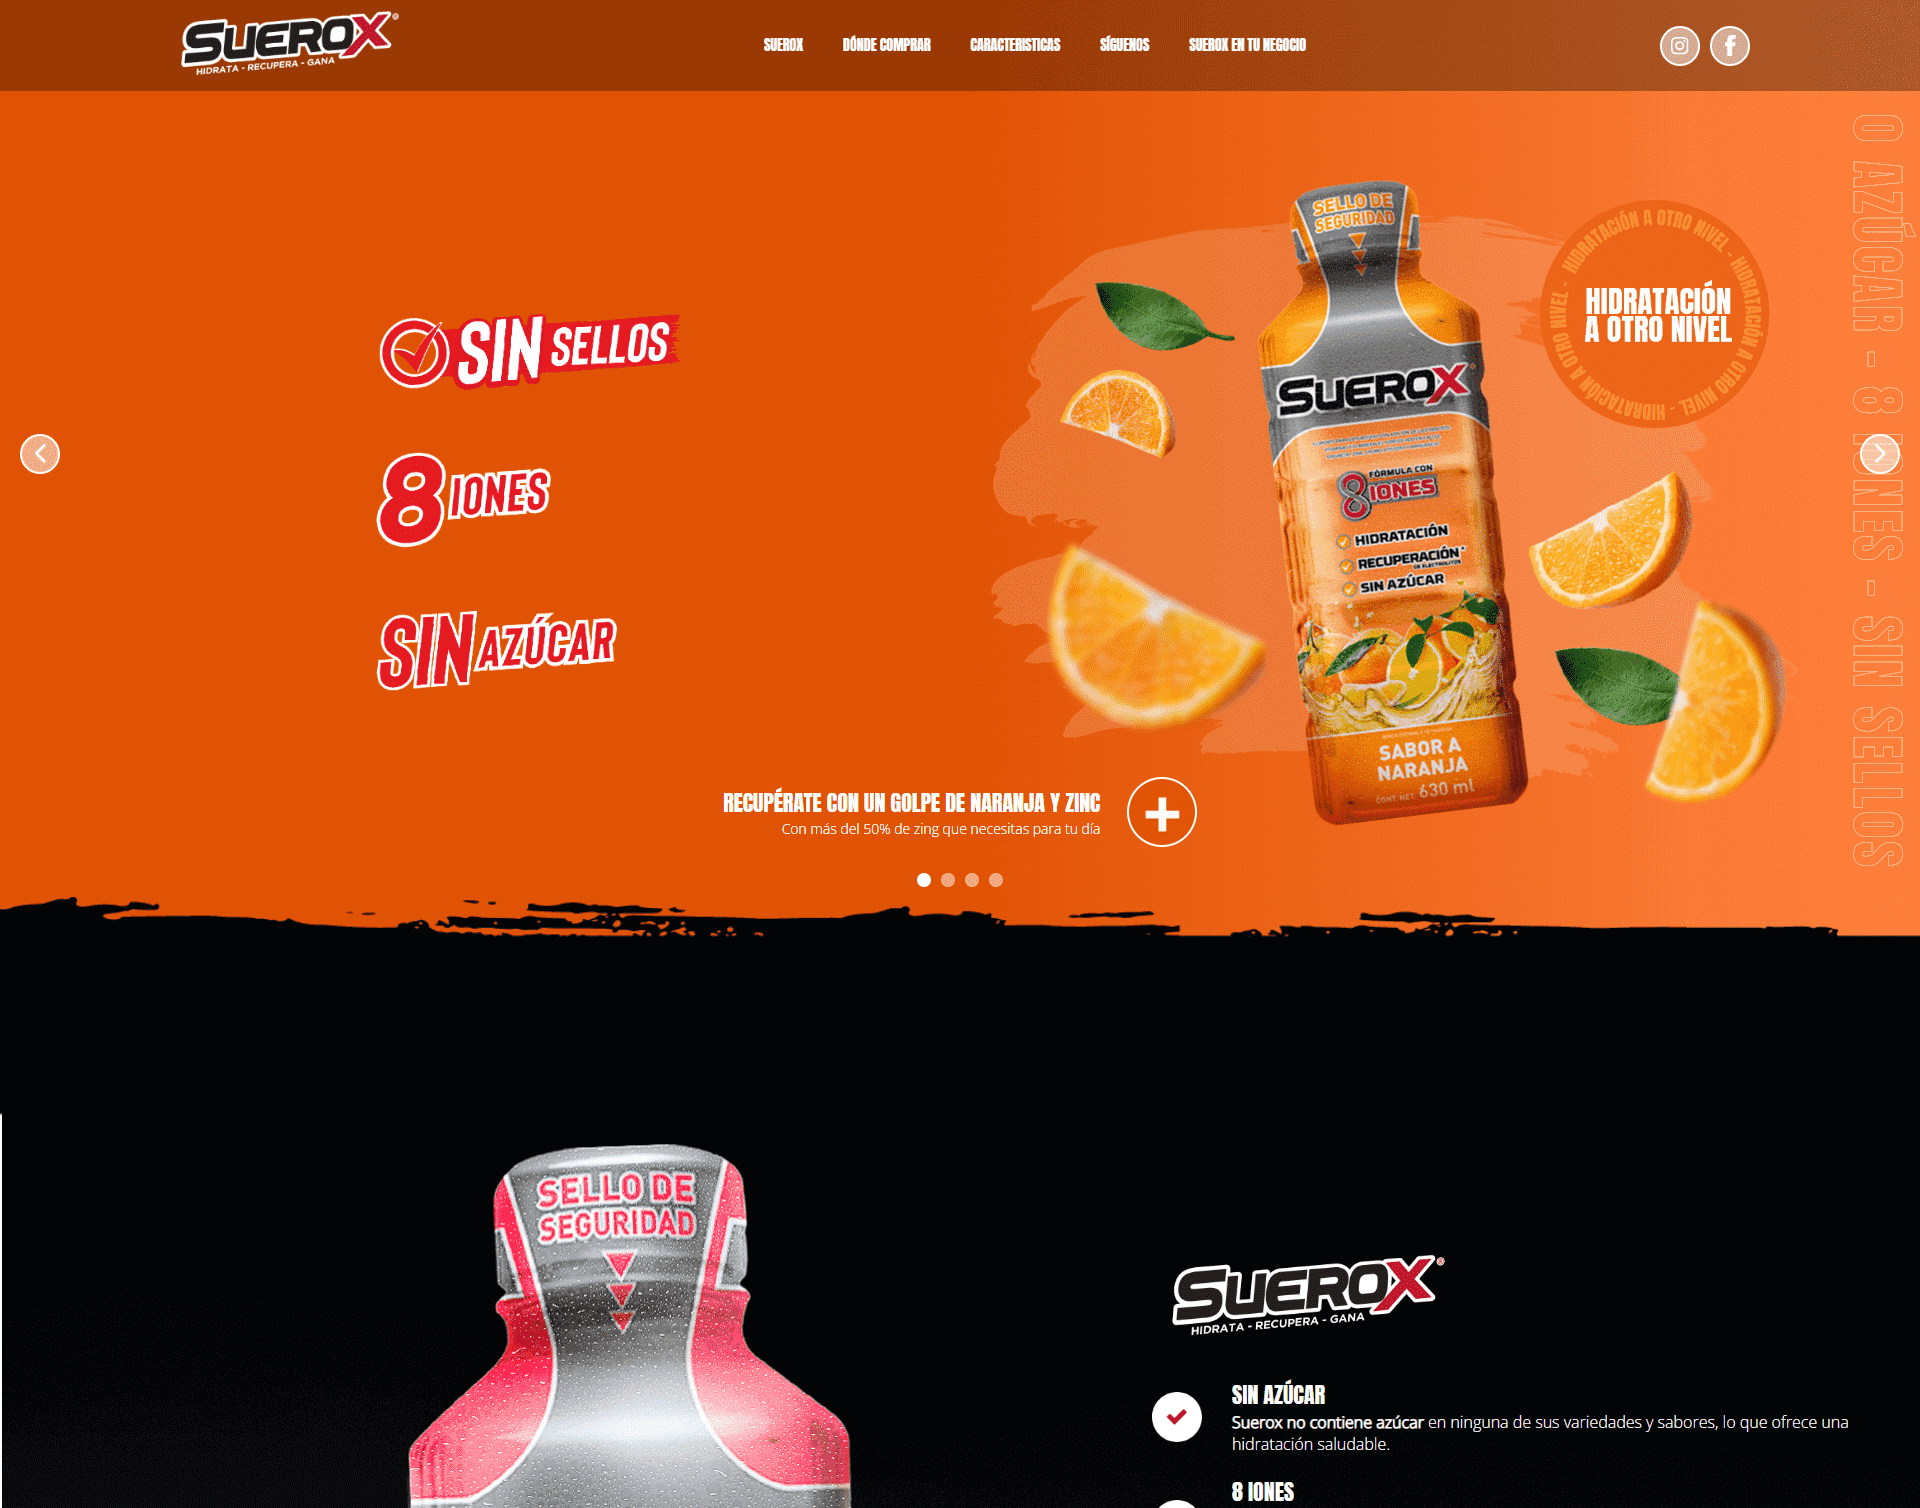 SUEROX®
HIDRATA - RECUPERA - GANA
SUEROX
DÓNDE COMPRAR
CARACTERISTICAS
SÍGUENOS
SUEROX EN TU NEGOCIO
SIN SELLOS
8 IONES
SIN AZÚCAR
SELLO DE
SEGURIDAD
SUEROX
FÓRMULA CON
8 IONES
HIDRATACIÓN
RECUPERACIÓN*
DE ELECTROLITOS
SIN AZÚCAR
SABOR A
NARANJA
CONT. NET. 630 ml
HIDRATACIÓN A OTRO NIVEL - HIDRATACIÓN A OTRO NIVEL - HIDRATACIÓN A OTRO NIVEL -
HIDRATACIÓN
A OTRO NIVEL
0 AZÚCAR - 8 IONES - SIN SELLOS
RECUPÉRATE CON UN GOLPE DE NARANJA Y ZINC
Con más del 50% de zing que necesitas para tu día
SELLO DE
SEGURIDAD
SUEROX®
HIDRATA - RECUPERA - GANA
SIN AZÚCAR
Suerox no contiene azúcar en ninguna de sus variedades y sabores, lo que ofrece una
hidratación saludable.
8 IONES